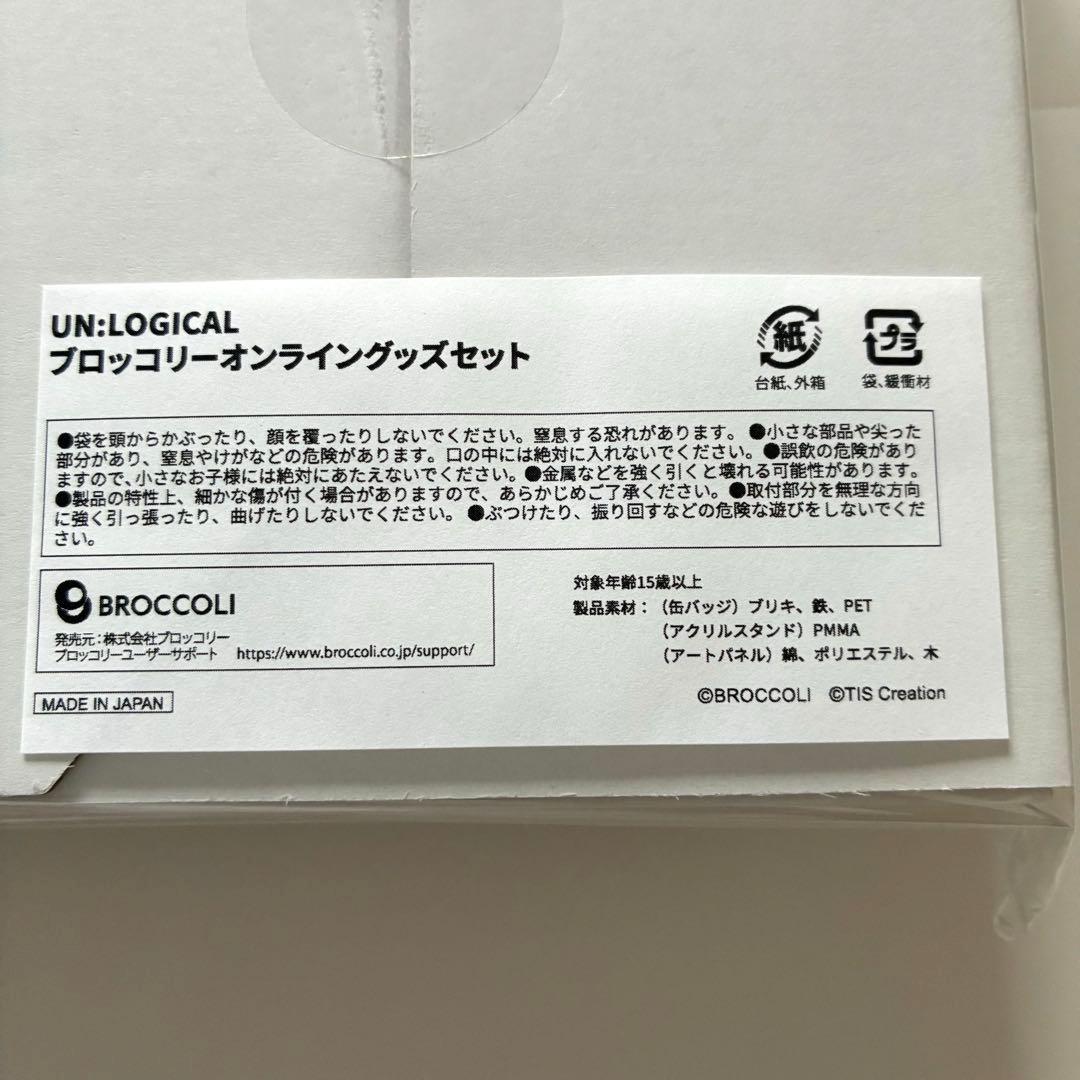 UN:LOGICAL
ブロッコリーオンライングッズセット
紙
台紙、外箱
プラ
袋、緩衝材
●袋を頭からかぶったり、顔を覆ったりしないでください。窒息する恐れがあります。 ●小さな部品や尖った
部分があり、窒息やけがなどの危険があります。口の中には絶対に入れないでください。●誤飲の危険があり
ますので、小さなお子様には絶対にあたえないでください。●金属などを強く引くと壊れる可能性があります。
●製品の特性上、細かな傷が付く場合がありますので、あらかじめご了承ください。●取付部分を無理な方向
に強く引っ張ったり、曲げたりしないでください。 ●ぶつけたり、振り回すなどの危険な遊びをしないでくだ
さい。
BROCCOLI
発売元：株式会社ブロッコリー
ブロッコリーユーザーサポート https://www.broccoli.co.jp/support/
MADE IN JAPAN
対象年齢15歳以上
製品素材：（缶バッジ）ブリキ、鉄、PET
（アクリルスタンド）PMMA
（アートパネル）綿、ポリエステル、木
©BROCCOLI ©TIS Creation